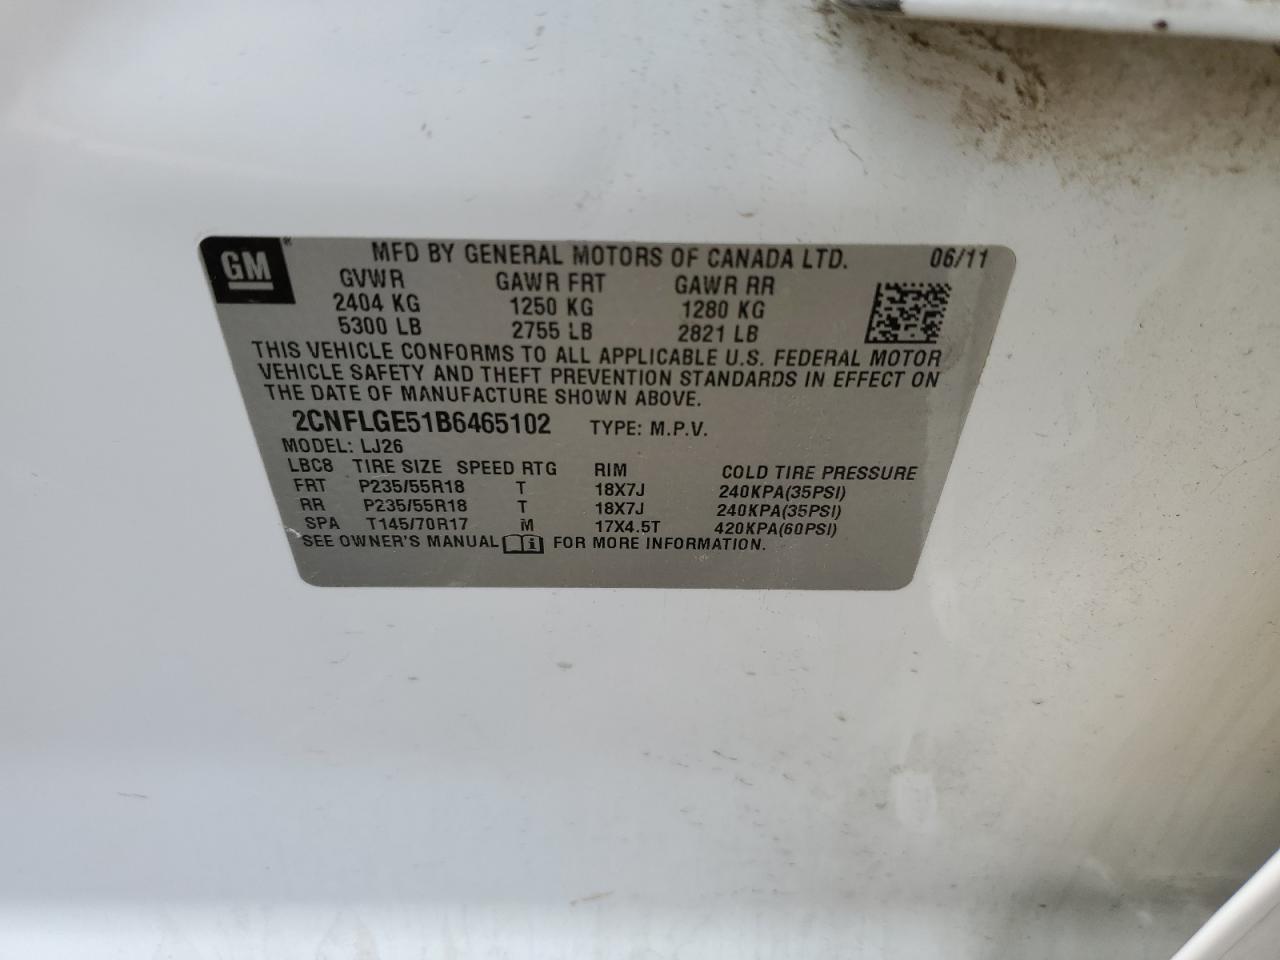 GM® MFD BY GENERAL MOTORS OF CANADA LTD. 06/11
GVWR GAWR FRT GAWR RR
2404 KG 1250 KG 1280 KG
5300 LB 2755 LB 2821 LB
THIS VEHICLE CONFORMS TO ALL APPLICABLE U.S. FEDERAL MOTOR
VEHICLE SAFETY AND THEFT PREVENTION STANDARDS IN EFFECT ON
THE DATE OF MANUFACTURE SHOWN ABOVE.
2CNFLGE51B6465102 TYPE: M.P.V.
MODEL: LJ26
LBC8 TIRE SIZE SPEED RTG RIM COLD TIRE PRESSURE
FRT P235/55R18 T 18X7J 240KPA(35PSI)
RR P235/55R18 T 18X7J 240KPA(35PSI)
SPA T145/70R17 M 17X4.5T 420KPA(60PSI)
SEE OWNER'S MANUAL i FOR MORE INFORMATION.